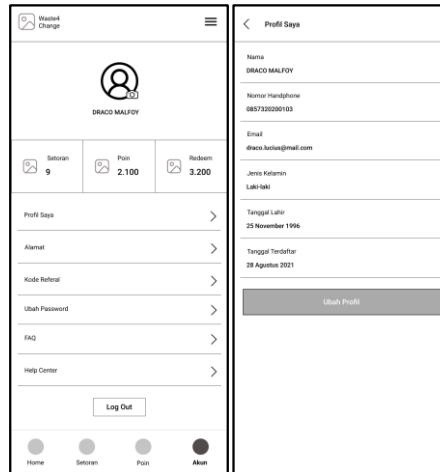 Waste4
Change
DRACO MALFOY
Setoran
9
Poin
2.100
Redeem
3.200
Profil Saya
Alamat
Kode Referal
Ubah Password
FAQ
Help Center
Log Out
Home
Setoran
Poin
Akun
Profil Saya
Nama
DRACO MALFOY
Nomor Handphone
0857320200103
Email
draco.lucius@mail.com
Jenis Kelamin
Laki-laki
Tanggal Lahir
25 November 1996
Tanggal Terdaftar
28 Agustus 2021
Ubah Profil